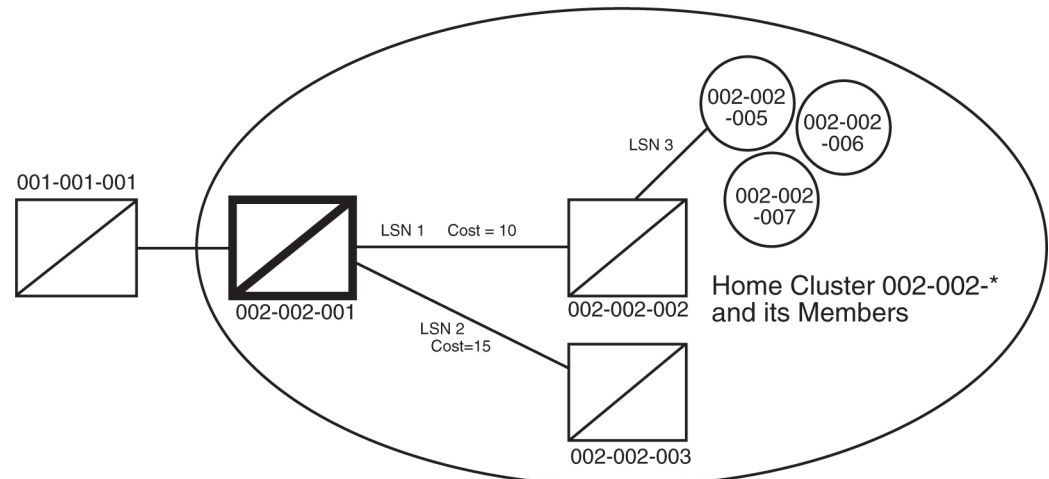 002-002
-005
002-002
-006
LSN 3
001-001-001
002-002
-007
LSN 1 Cost = 10
Home Cluster 002-002-*
and its Members
002-002-001
002-002-002
LSN 2
Cost=15
002-002-003